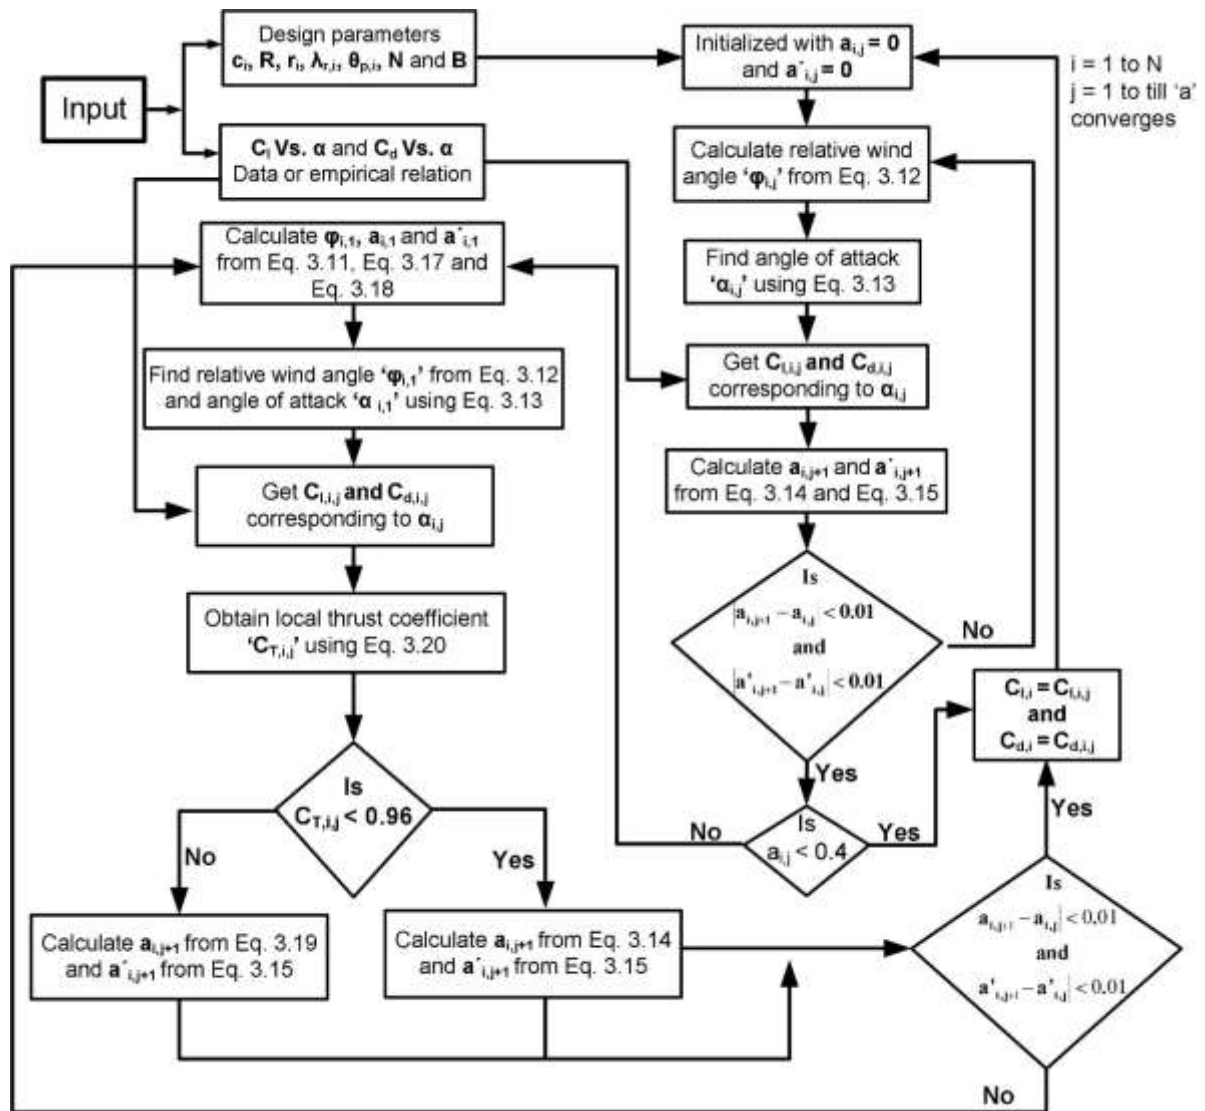 Input
Design parameters
cᵢ, R, rᵢ, λr,i, θp,i, N and B
Cl Vs. α and Cd Vs. α
Data or empirical relation
Initialized with ai,j = 0
and a´i,j = 0
i = 1 to N
j = 1 to till ‘a’
converges
Calculate relative wind
angle ‘φi,j’ from Eq. 3.12
Find angle of attack
‘αi,j’ using Eq. 3.13
Get Cl,i,j and Cd,i,j
corresponding to αi,j
Calculate ai,j+1 and a´i,j+1
from Eq. 3.14 and Eq. 3.15
Is
|ai,j+1 − ai,j| < 0.01
and
|a'i,j+1 − a'i,j| < 0.01
No
Yes
Is
ai,j < 0.4
No
Yes
Cl,i = Cl,i,j
and
Cd,i = Cd,i,j
Calculate φi,1, ai,1 and a´i,1
from Eq. 3.11, Eq. 3.17 and
Eq. 3.18
Find relative wind angle ‘φi,1’ from Eq. 3.12
and angle of attack ‘α i,1’ using Eq. 3.13
Get Cl,i,j and Cd,i,j
corresponding to αi,j
Obtain local thrust coefficient
‘CT,i,j’ using Eq. 3.20
Is
CT,i,j < 0.96
No
Yes
Calculate ai,j+1 from Eq. 3.19
and a´i,j+1 from Eq. 3.15
Calculate ai,j+1 from Eq. 3.14
and a´i,j+1 from Eq. 3.15
Is
ai,j+1 − ai,j| < 0.01
and
a'i,j+1 − a'i,j| < 0.01
Yes
No